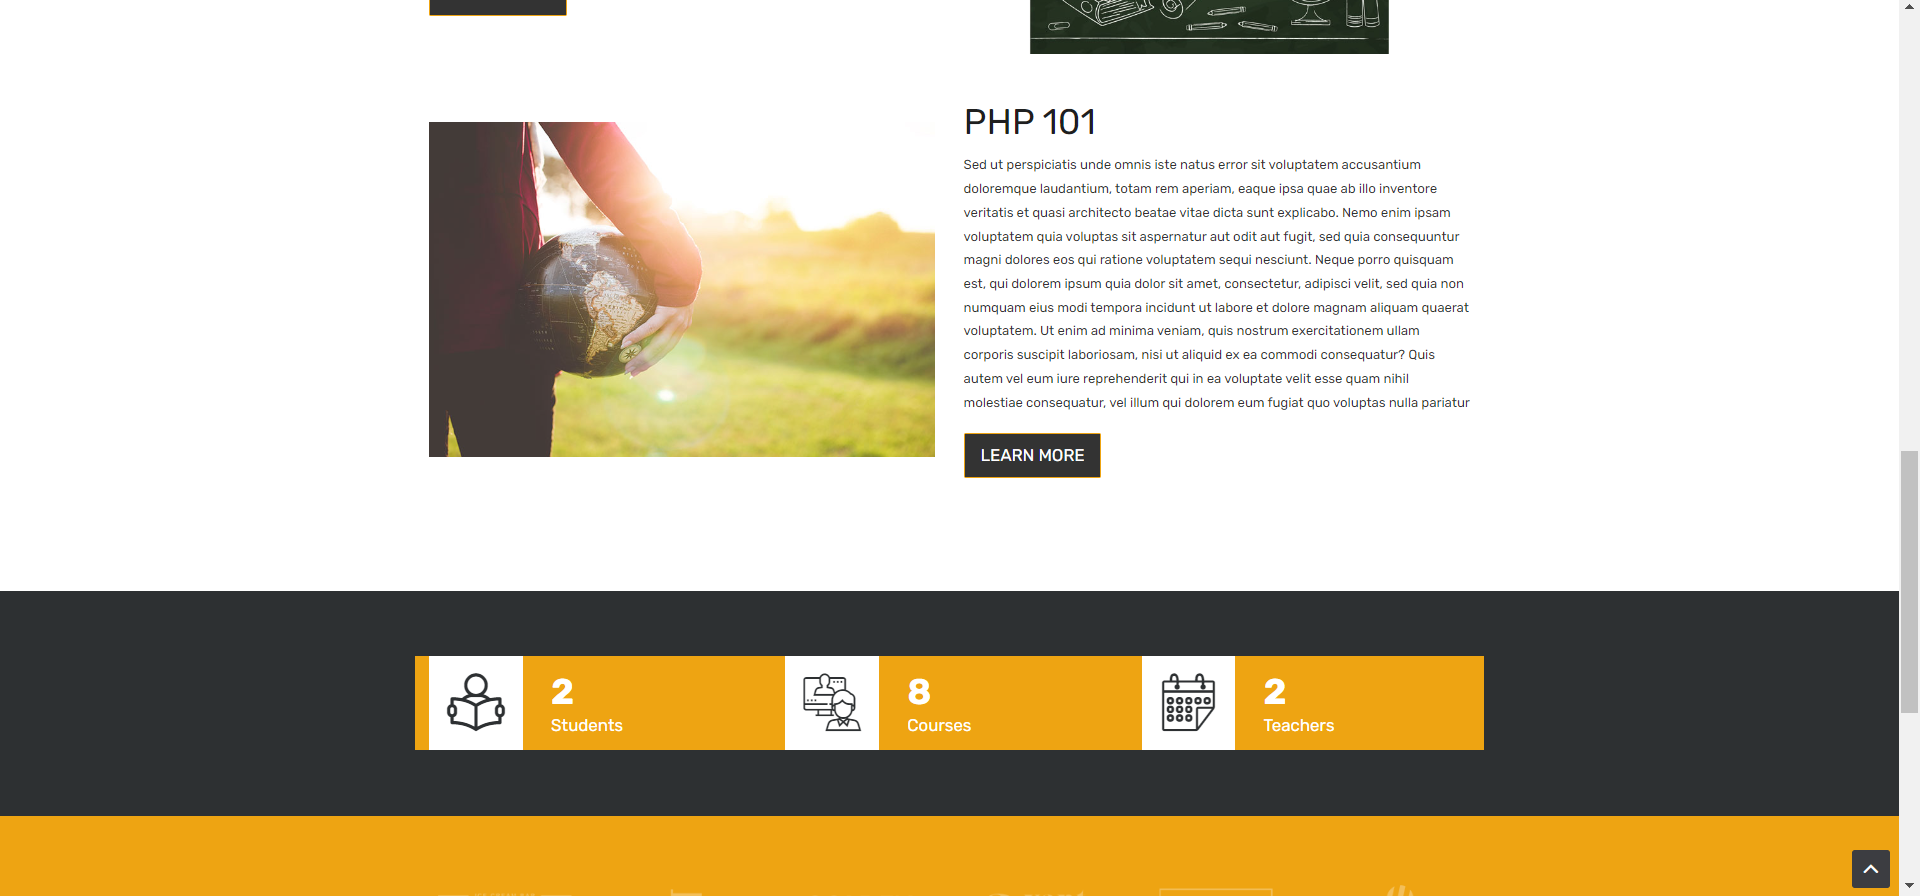 PHP 101
Sed ut perspiciatis unde omnis iste natus error sit voluptatem accusantium
doloremque laudantium, totam rem aperiam, eaque ipsa quae ab illo inventore
veritatis et quasi architecto beatae vitae dicta sunt explicabo. Nemo enim ipsam
voluptatem quia voluptas sit aspernatur aut odit aut fugit, sed quia consequuntur
magni dolores eos qui ratione voluptatem sequi nesciunt. Neque porro quisquam
est, qui dolorem ipsum quia dolor sit amet, consectetur, adipisci velit, sed quia non
numquam eius modi tempora incidunt ut labore et dolore magnam aliquam quaerat
voluptatem. Ut enim ad minima veniam, quis nostrum exercitationem ullam
corporis suscipit laboriosam, nisi ut aliquid ex ea commodi consequatur? Quis
autem vel eum iure reprehenderit qui in ea voluptate velit esse quam nihil
molestiae consequatur, vel illum qui dolorem eum fugiat quo voluptas nulla pariatur
LEARN MORE
2
Students
8
Courses
2
Teachers